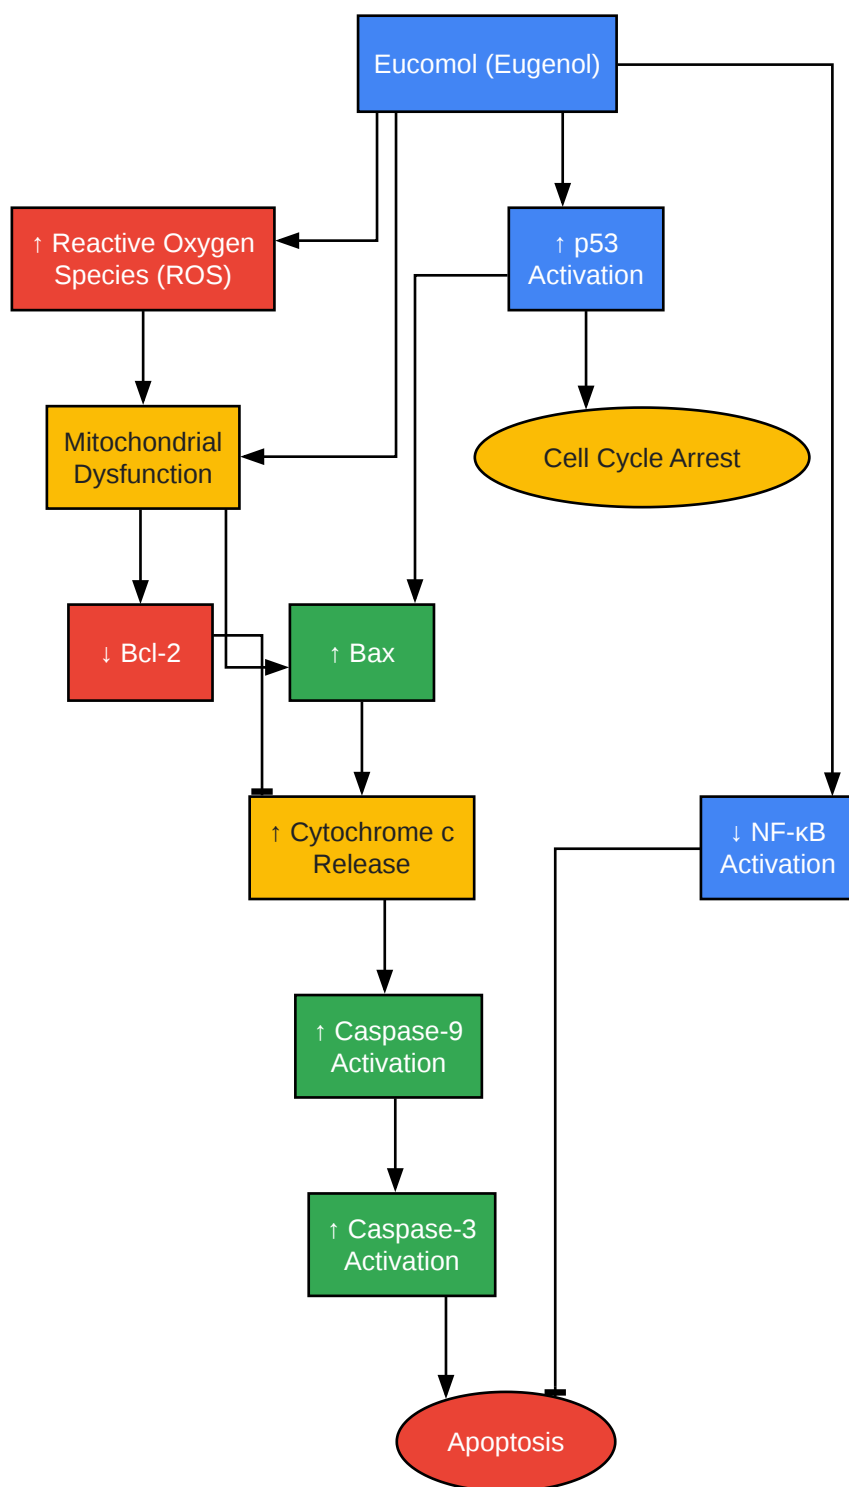 Eucomol (Eugenol)
↑ Reactive Oxygen
Species (ROS)
↑ p53
Activation
Mitochondrial
Dysfunction
Cell Cycle Arrest
↓ Bcl-2
↑ Bax
↑ Cytochrome c
Release
↓ NF-κB
Activation
↑ Caspase-9
Activation
↑ Caspase-3
Activation
Apoptosis